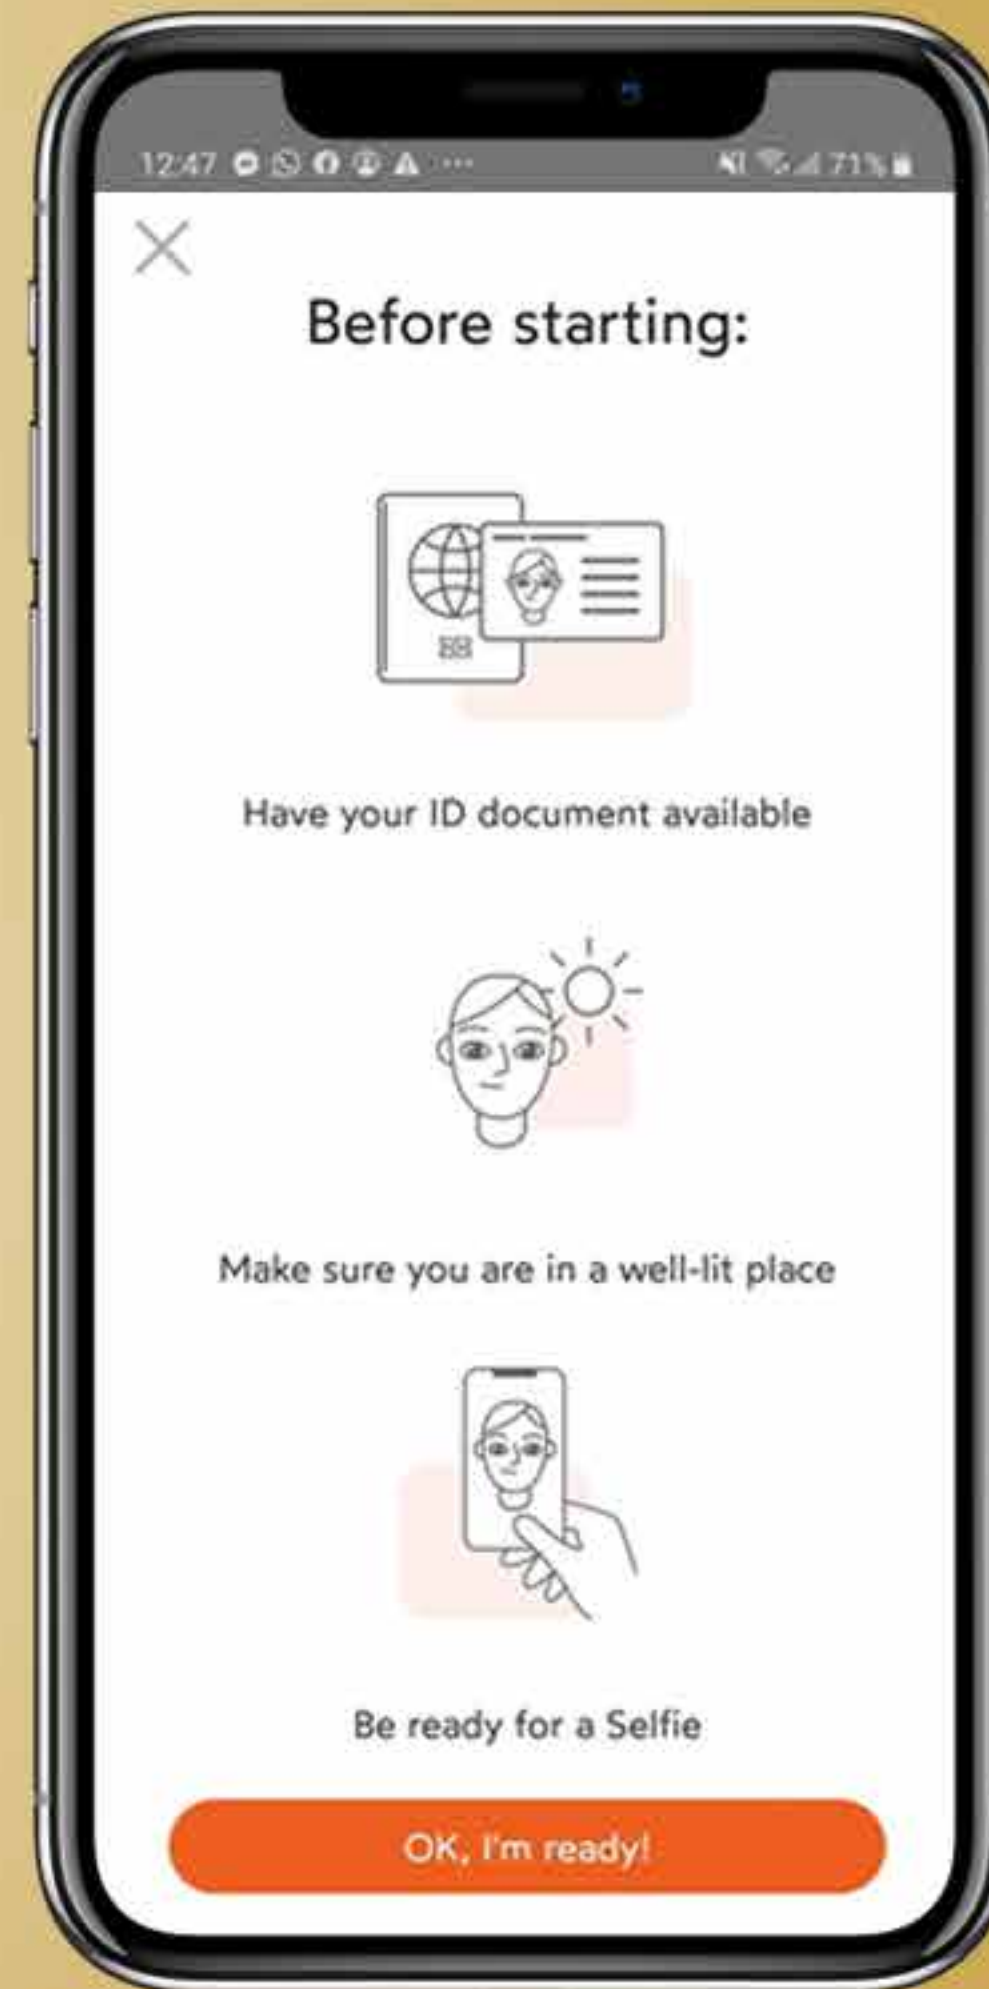 12:47 71%
Before starting:
Have your ID document available
Make sure you are in a well-lit place
Be ready for a Selfie
OK, I'm ready!